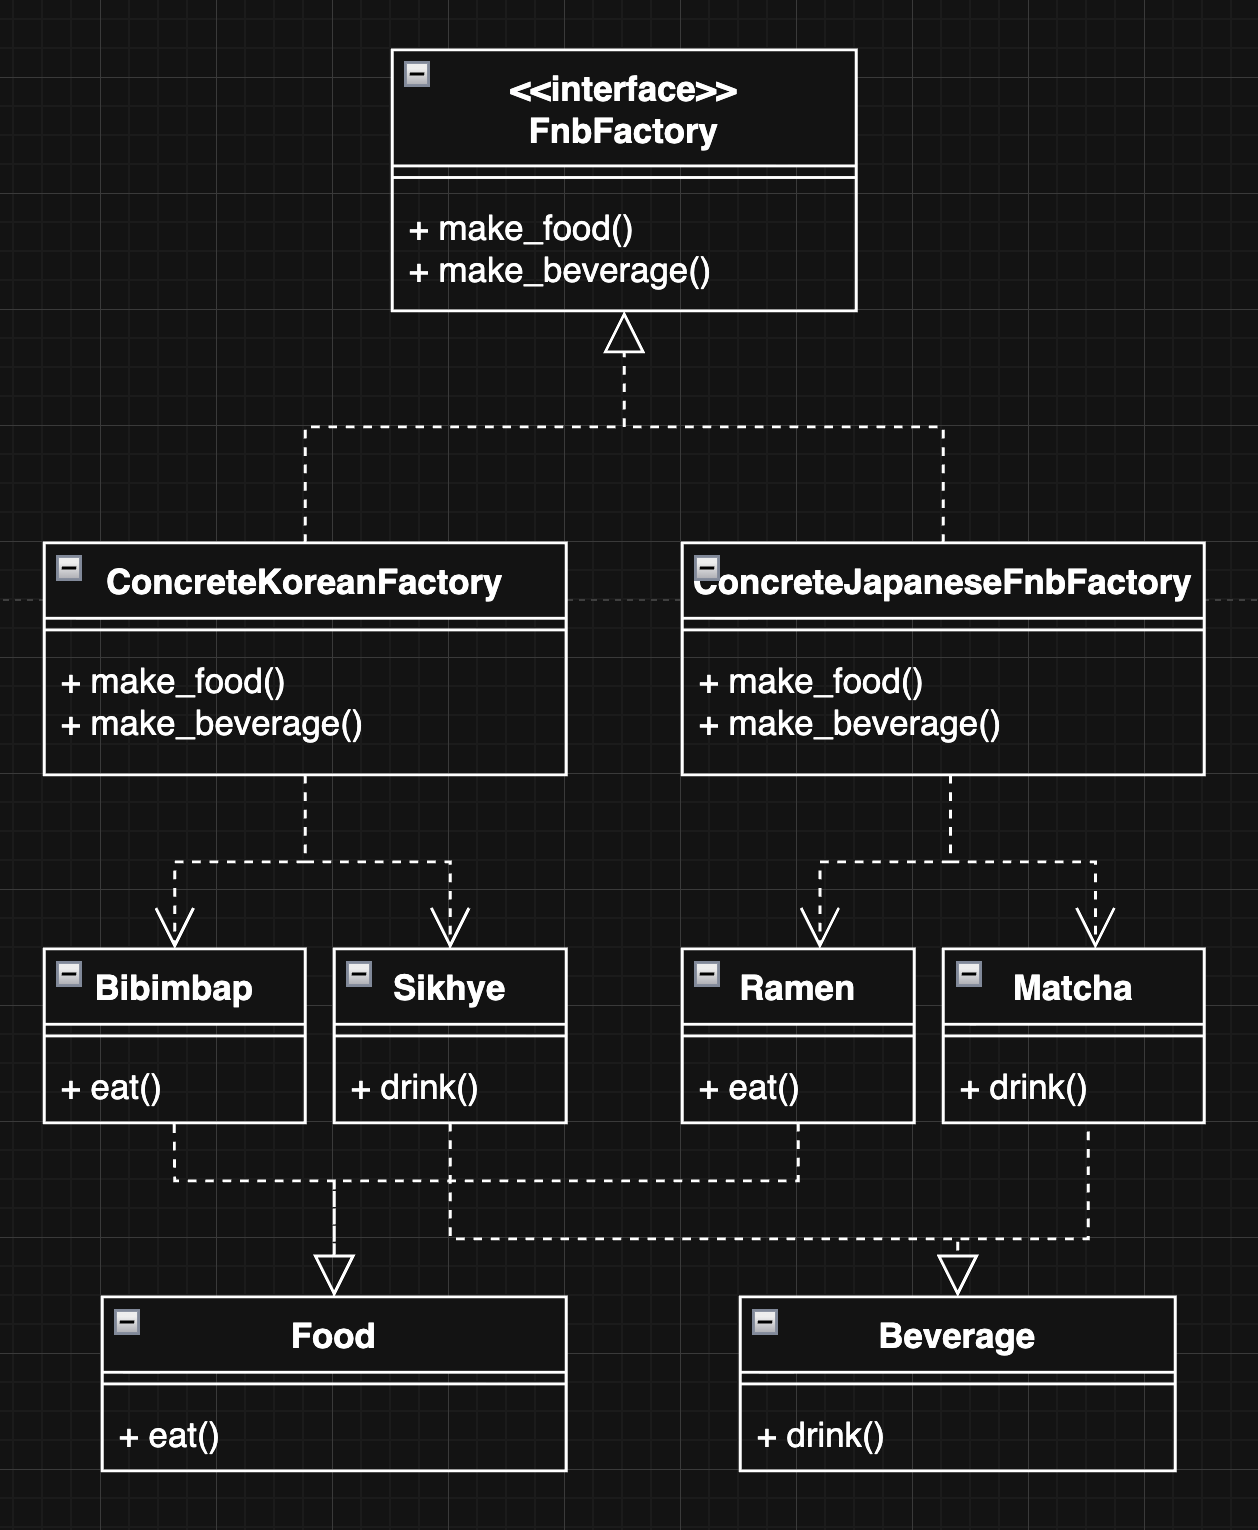 <<interface>>
FnbFactory
+ make_food()
+ make_beverage()
ConcreteKoreanFactory
+ make_food()
+ make_beverage()
ConcreteJapaneseFnbFactory
+ make_food()
+ make_beverage()
Bibimbap
+ eat()
Sikhye
+ drink()
Ramen
+ eat()
Matcha
+ drink()
Food
+ eat()
Beverage
+ drink()